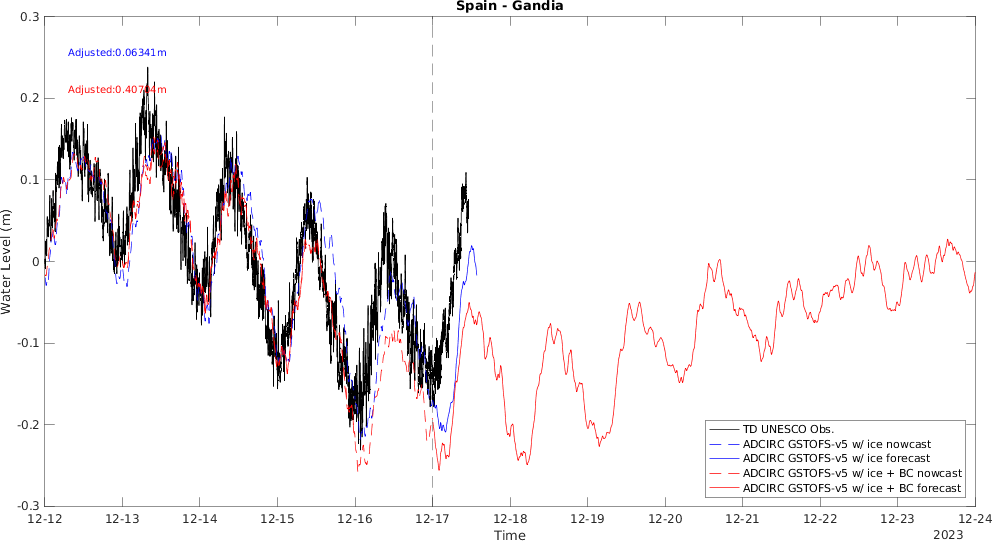 Spain - Gandia
0.3
0.2
0.1
0
-0.1
-0.2
-0.3
Water Level (m)
Adjusted:0.06341m
TD UNESCO Obs.
ADCIRC GSTOFS-v5 w/ ice nowcast
ADCIRC GSTOFS-v5 w/ ice forecast
ADCIRC GSTOFS-v5 w/ ice + BC nowcast
ADCIRC GSTOFS-v5 w/ ice + BC forecast
12-12 12-13 12-14 12-15 12-16 12-17 12-18 12-19 12-20 12-21 12-22 12-23 12-24
Time
2023